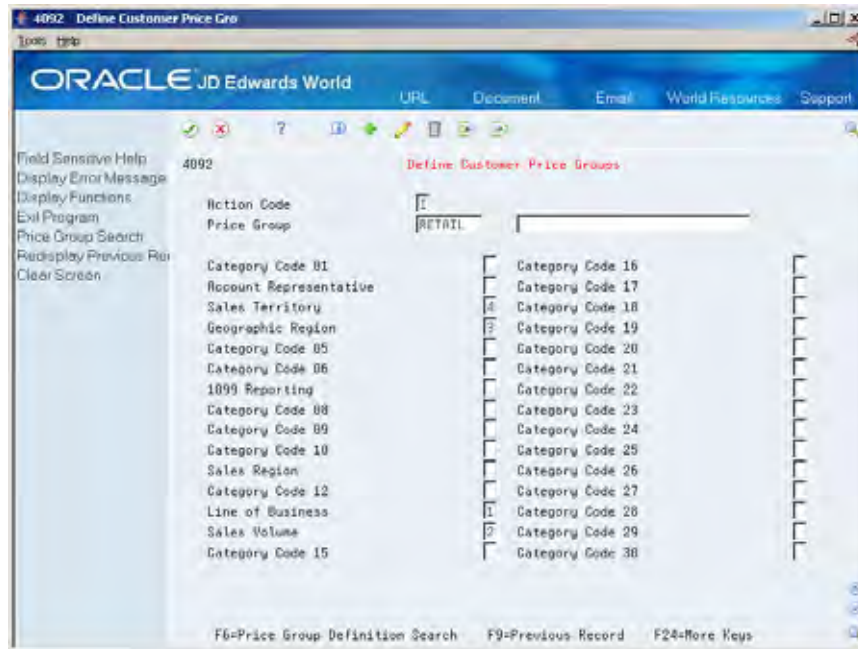 4092 Define Customer Price Gro
Tools Help
ORACLE JD Edwards World
URL Document Email World Resources Support
Field Sensitive Help
Display Error Message
Display Functions
Exit Program
Price Group Search
Redisplay Previous Rec
Clear Screen
4092 Define Customer Price Groups
Action Code I
Price Group RETAIL
Category Code 01 Category Code 16
Account Representative Category Code 17
Sales Territory 4 Category Code 18
Geographic Region 3 Category Code 19
Category Code 05 Category Code 20
Category Code 06 Category Code 21
1099 Reporting Category Code 22
Category Code 08 Category Code 23
Category Code 09 Category Code 24
Category Code 10 Category Code 25
Sales Region Category Code 26
Category Code 12 Category Code 27
Line of Business 1 Category Code 28
Sales Volume 2 Category Code 29
Category Code 15 Category Code 30
F6=Price Group Definition Search F9=Previous Record F24=More Keys